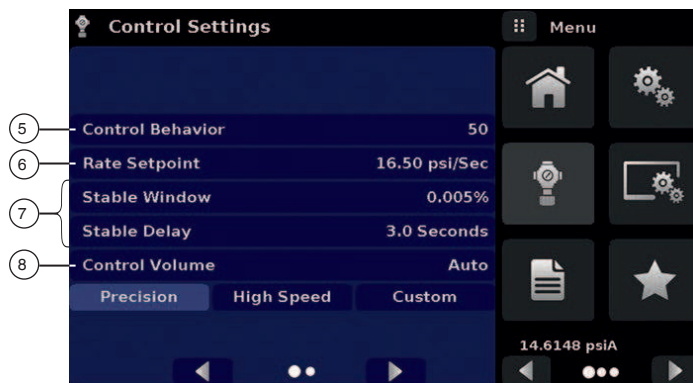 Control Settings
Menu
5 Control Behavior 50
6 Rate Setpoint 16.50 psi/Sec
7 Stable Window 0.005%
Stable Delay 3.0 Seconds
8 Control Volume Auto
Precision High Speed Custom
14.6148 psiA